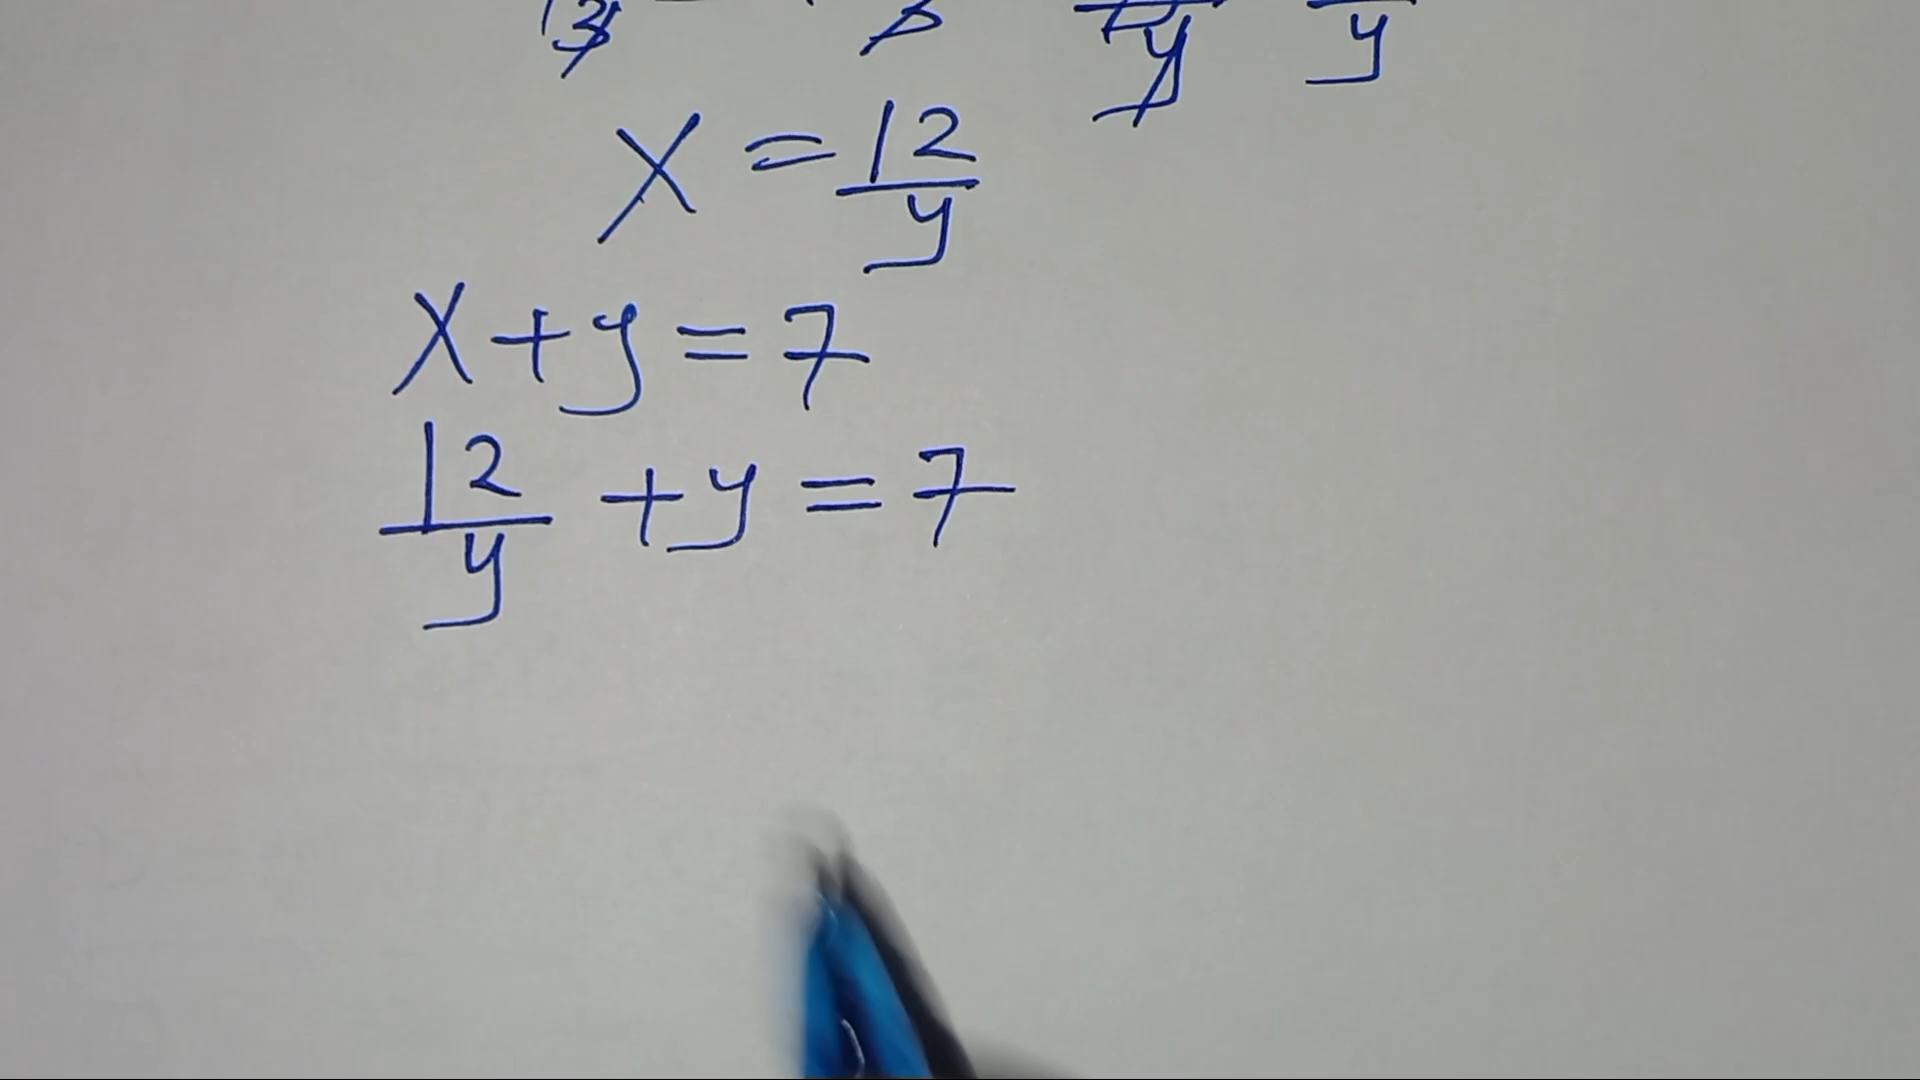 x = 12/y
x + y = 7
12/y + y = 7